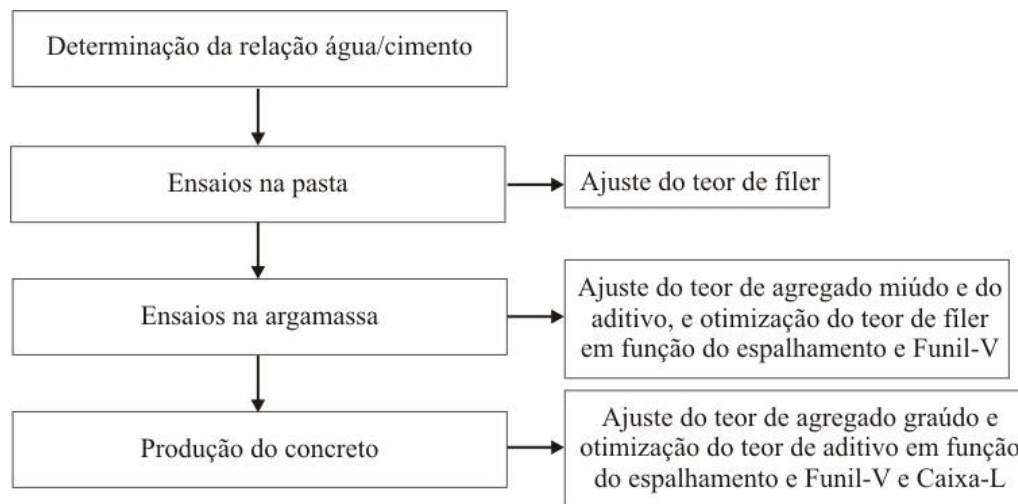 Determinação da relação água/cimento
Ensaios na pasta
Ajuste do teor de fíler
Ensaios na argamassa
Ajuste do teor de agregado miúdo e do
aditivo, e otimização do teor de fíler
em função do espalhamento e Funil-V
Produção do concreto
Ajuste do teor de agregado graúdo e
otimização do teor de aditivo em função
do espalhamento e Funil-V e Caixa-L